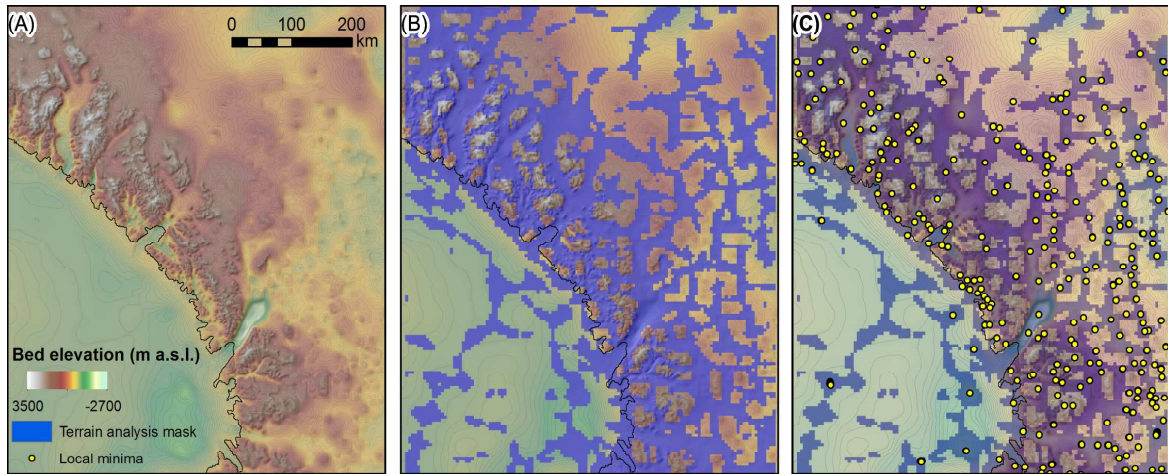 (A)
0 100 200
km
Bed elevation (m a.s.l.)
3500 -2700
Terrain analysis mask
Local minima
(B)
(C)